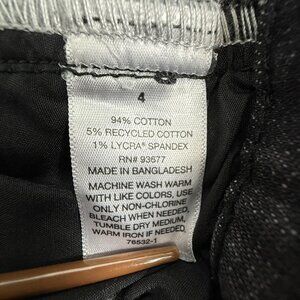 4
94% COTTON
5% RECYCLED COTTON
1% LYCRA® SPANDEX
RN# 93677
MADE IN BANGLADESH
MACHINE WASH WARM
WITH LIKE COLORS, USE
ONLY NON-CHLORINE
BLEACH WHEN NEEDED,
TUMBLE DRY MEDIUM,
WARM IRON IF NEEDED.
76532-1